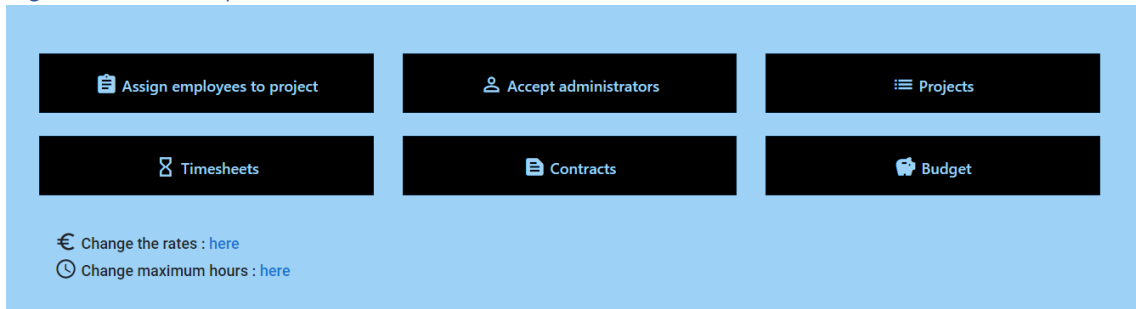 Assign employees to project
Accept administrators
Projects
Timesheets
Contracts
Budget
Change the rates : here
Change maximum hours : here